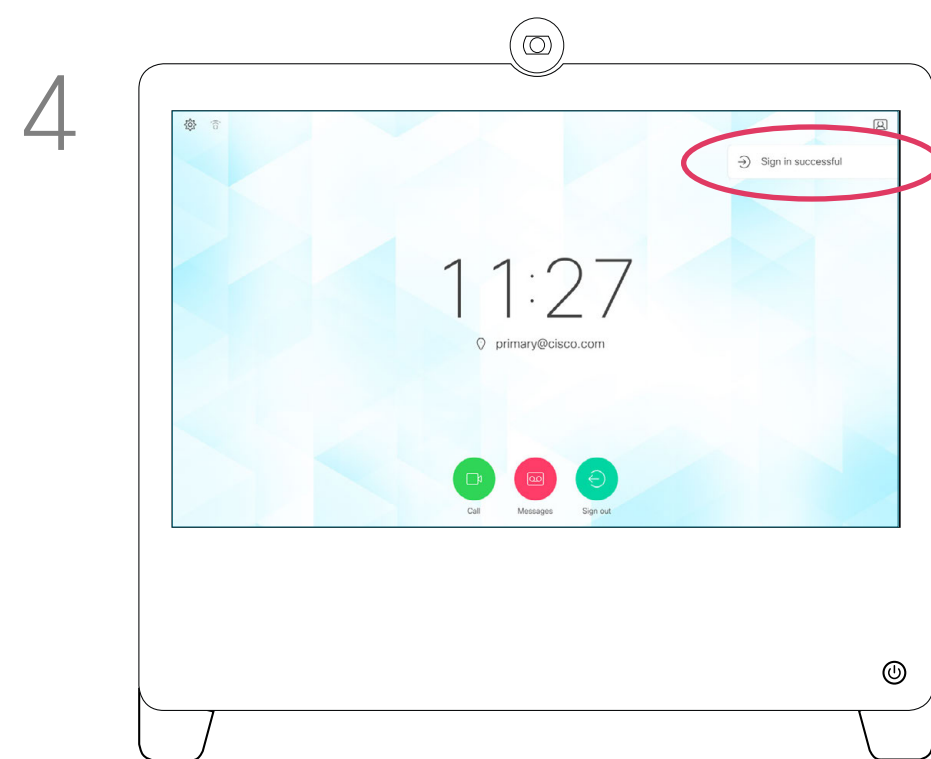 4
Sign in successful
11:27
primary@cisco.com
Call Messages Sign out